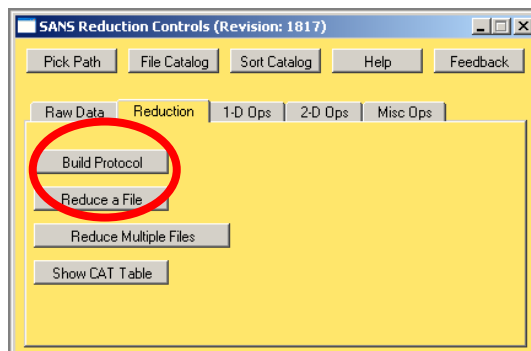 SANS Reduction Controls (Revision: 1817)
Pick Path File Catalog Sort Catalog Help Feedback
Raw Data Reduction 1-D Ops 2-D Ops Misc Ops
Build Protocol
Reduce a File
Reduce Multiple Files
Show CAT Table